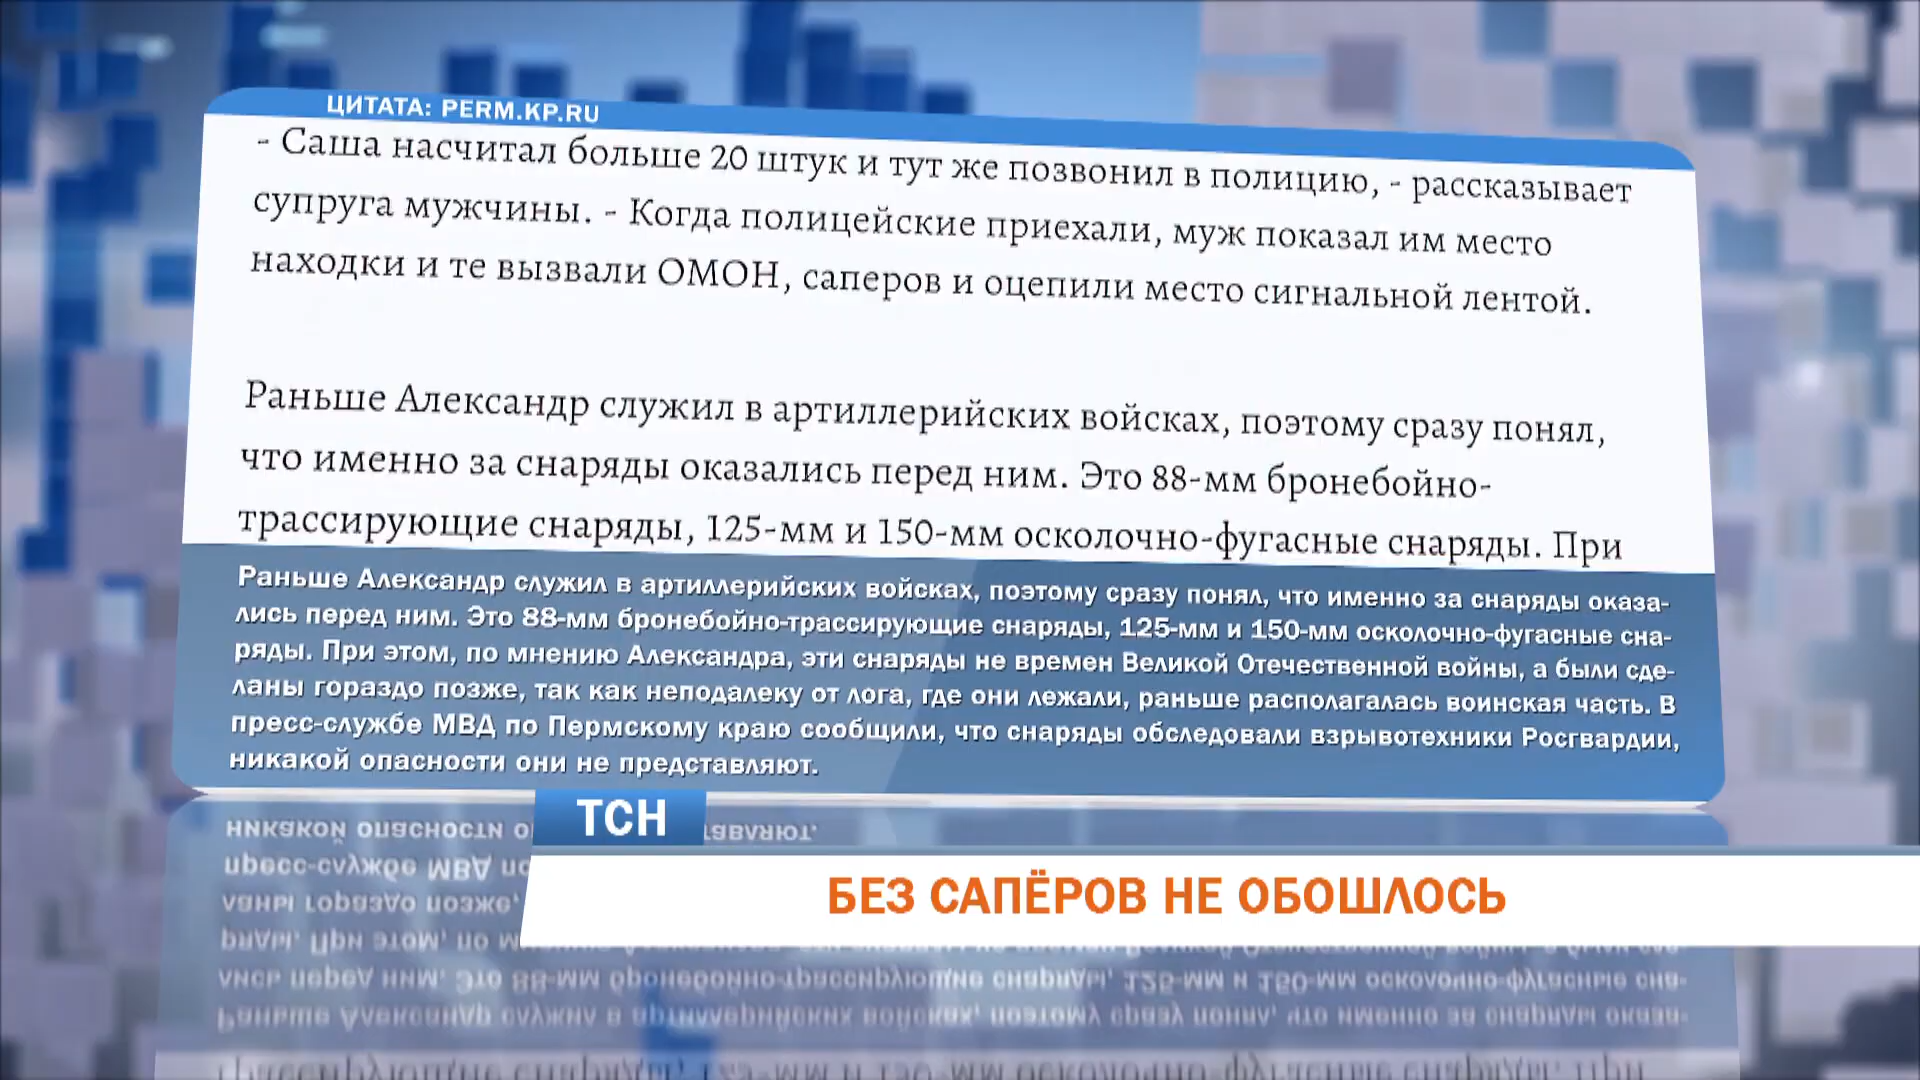 ЦИТАТА: PERM.KP.RU
- Саша насчитал больше 20 штук и тут же позвонил в полицию, - рассказывает
супруга мужчины. - Когда полицейские приехали, муж показал им место
находки и те вызвали ОМОН, саперов и оцепили место сигнальной лентой.
Раньше Александр служил в артиллерийских войсках, поэтому сразу понял,
что именно за снаряды оказались перед ним. Это 88-мм бронебойно-
трассирующие снаряды, 125-мм и 150-мм осколочно-фугасные снаряды. При
Раньше Александр служил в артиллерийских войсках, поэтому сразу понял, что именно за снаряды оказа-
лись перед ним. Это 88-мм бронебойно-трассирующие снаряды, 125-мм и 150-мм осколочно-фугасные сна-
ряды. При этом, по мнению Александра, эти снаряды не времен Великой Отечественной войны, а были сде-
ланы гораздо позже, так как неподалеку от лога, где они лежали, раньше располагалась воинская часть. В
пресс-службе МВД по Пермскому краю сообщили, что снаряды обследовали взрывотехники Росгвардии,
никакой опасности они не представляют.
ТСН
БЕЗ САПЁРОВ НЕ ОБОШЛОСЬ